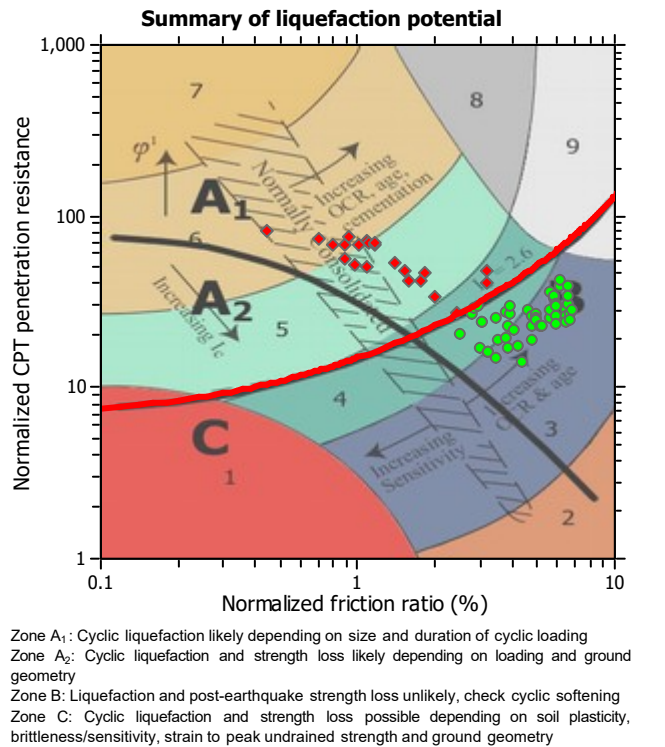 Summary of liquefaction potential
1,000
100
10
1
Normalized CPT penetration resistance
0.1
1
10
Normalized friction ratio (%)
7
8
9
φ'
A1
Increasing
OCR, age,
cementation
Normally
Consolidated
6
A2
Increasing Ic
= 2.6
5
B
4
Increasing
OCR & age
3
C
1
Increasing
Sensitivity
2
Zone A1: Cyclic liquefaction likely depending on size and duration of cyclic loading
Zone A2: Cyclic liquefaction and strength loss likely depending on loading and ground
geometry
Zone B: Liquefaction and post-earthquake strength loss unlikely, check cyclic softening
Zone C: Cyclic liquefaction and strength loss possible depending on soil plasticity,
brittleness/sensitivity, strain to peak undrained strength and ground geometry